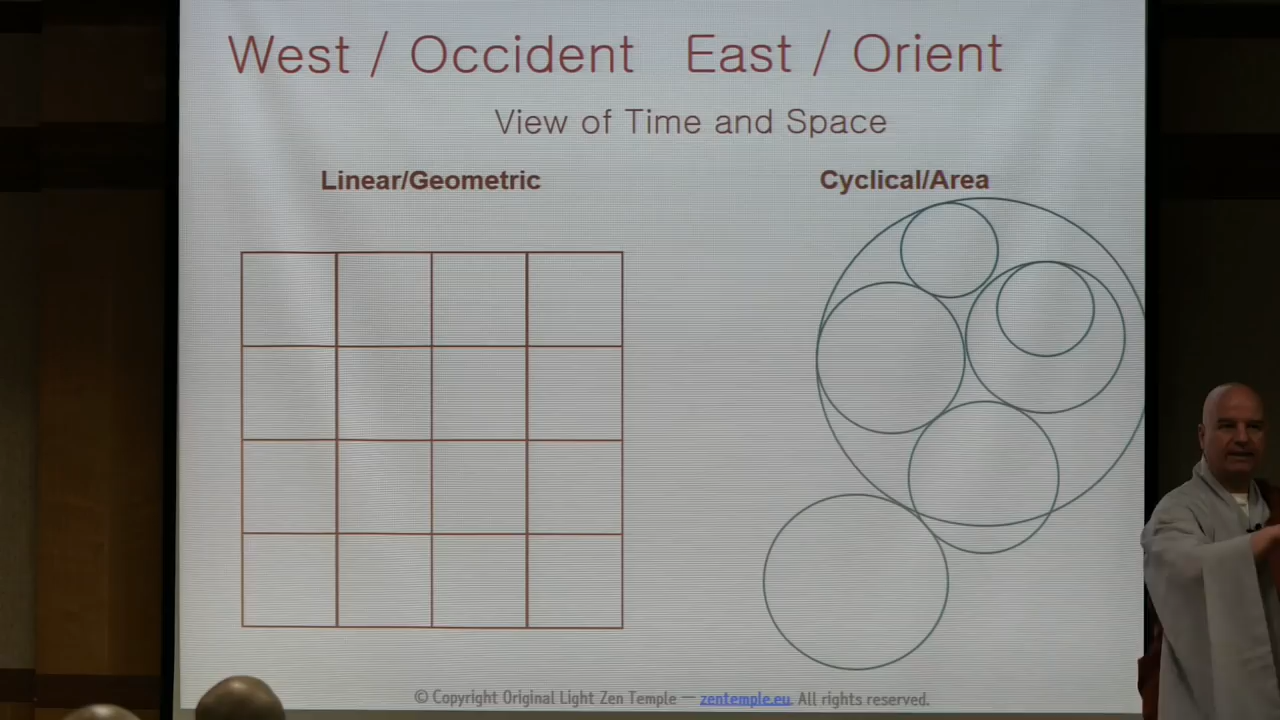 West / Occident East / Orient
View of Time and Space
Linear/Geometric
Cyclical/Area
© Copyright Original Light Zen Temple — zentemple.eu. All rights reserved.